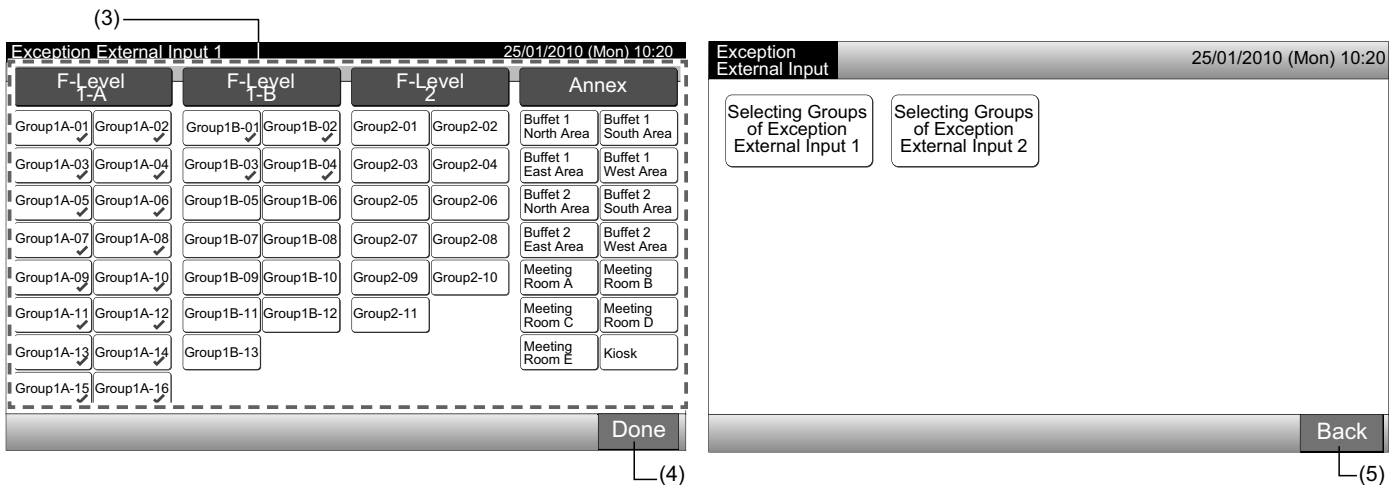 (3)
Exception External Input 1 25/01/2010 (Mon) 10:20
F-Level
1-A
F-Level
1-B
F-Level
2
Annex
Group1A-01 Group1A-02 Group1B-01 Group1B-02 Group2-01 Group2-02
Buffet 1
North Area
Buffet 1
South Area
Group1A-03 Group1A-04 Group1B-03 Group1B-04 Group2-03 Group2-04
Buffet 1
East Area
Buffet 1
West Area
Group1A-05 Group1A-06 Group1B-05 Group1B-06 Group2-05 Group2-06
Buffet 2
North Area
Buffet 2
South Area
Group1A-07 Group1A-08 Group1B-07 Group1B-08 Group2-07 Group2-08
Buffet 2
East Area
Buffet 2
West Area
Group1A-09 Group1A-10 Group1B-09 Group1B-10 Group2-09 Group2-10
Meeting
Room A
Meeting
Room B
Group1A-11 Group1A-12 Group1B-11 Group1B-12 Group2-11
Meeting
Room C
Meeting
Room D
Group1A-13 Group1A-14 Group1B-13
Meeting
Room E
Kiosk
Group1A-15 Group1A-16
Done
(4)
Exception
External Input
25/01/2010 (Mon) 10:20
Selecting Groups
of Exception
External Input 1
Selecting Groups
of Exception
External Input 2
Back
(5)